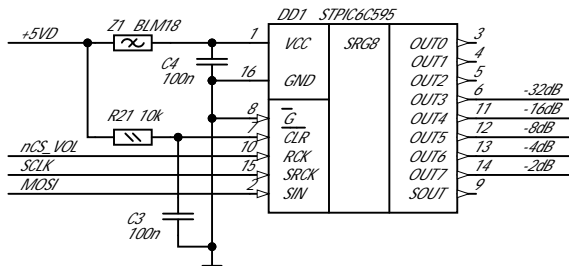 DD1 STPIC6C595
Z1 BLM18
+5VD
1 VCC SRG8 OUT0 3
OUT1 4
C4
100n
16 GND OUT2 5
OUT3 6 -32dB
8 G OUT4 11 -16dB
R21 10k
7 CLR OUT5 12 -8dB
nCS_VOL 10 RCK OUT6 13 -4dB
SCLK 15 SRCK OUT7 14 -2dB
MOSI 2 SIN SOUT 9
C3
100n